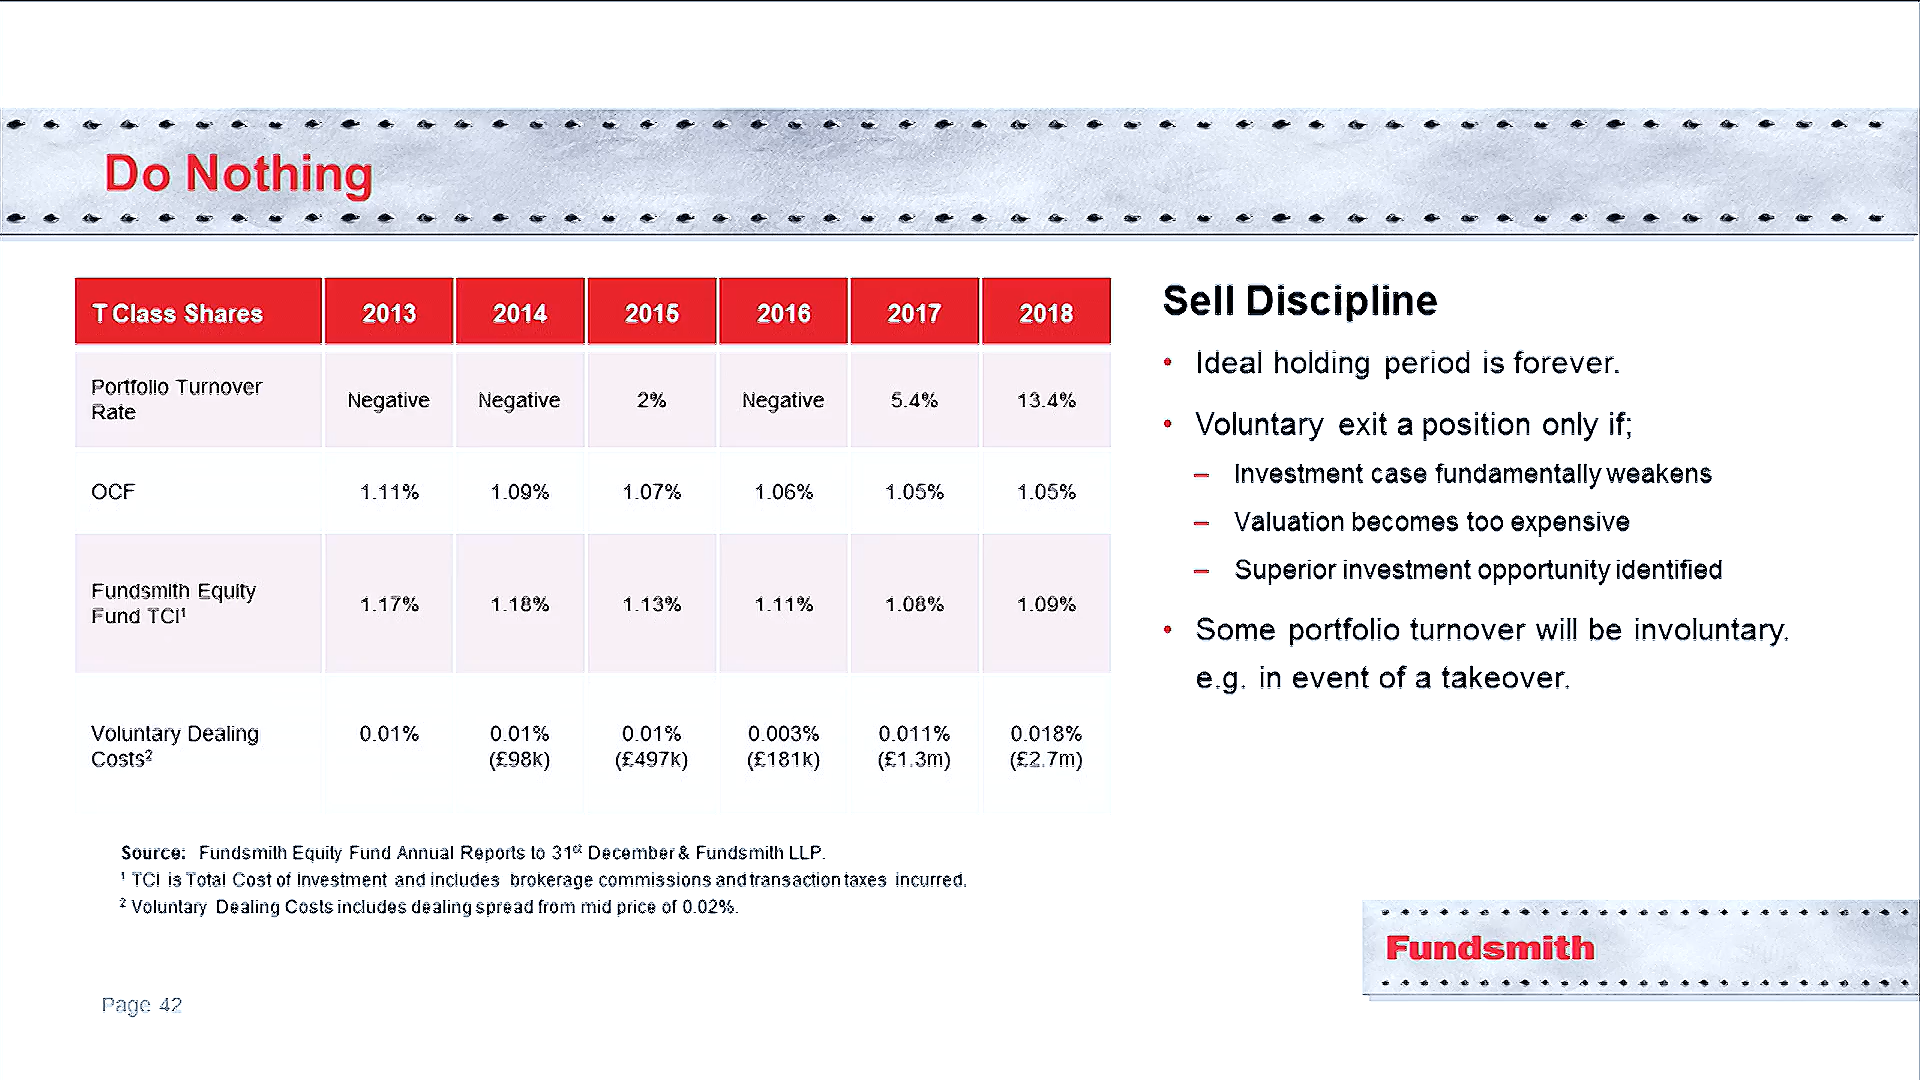 Do Nothing
T Class Shares 2013 2014 2015 2016 2017 2018
Portfolio Turnover
Rate
Negative Negative 2% Negative 5.4% 13.4%
OCF 1.11% 1.09% 1.07% 1.06% 1.05% 1.05%
Fundsmith Equity
Fund TCI¹
1.17% 1.18% 1.13% 1.11% 1.08% 1.09%
Voluntary Dealing
Costs²
0.01% 0.01% 0.01% 0.003% 0.011% 0.018%
(£98k) (£497k) (£181k) (£1.3m) (£2.7m)
Source: Fundsmith Equity Fund Annual Reports to 31st December & Fundsmith LLP.
¹ TCI is Total Cost of Investment and includes brokerage commissions and transaction taxes incurred.
² Voluntary Dealing Costs includes dealing spread from mid price of 0.02%.
Sell Discipline
• Ideal holding period is forever.
• Voluntary exit a position only if;
– Investment case fundamentally weakens
– Valuation becomes too expensive
– Superior investment opportunity identified
• Some portfolio turnover will be involuntary.
e.g. in event of a takeover.
Fundsmith
Page 42